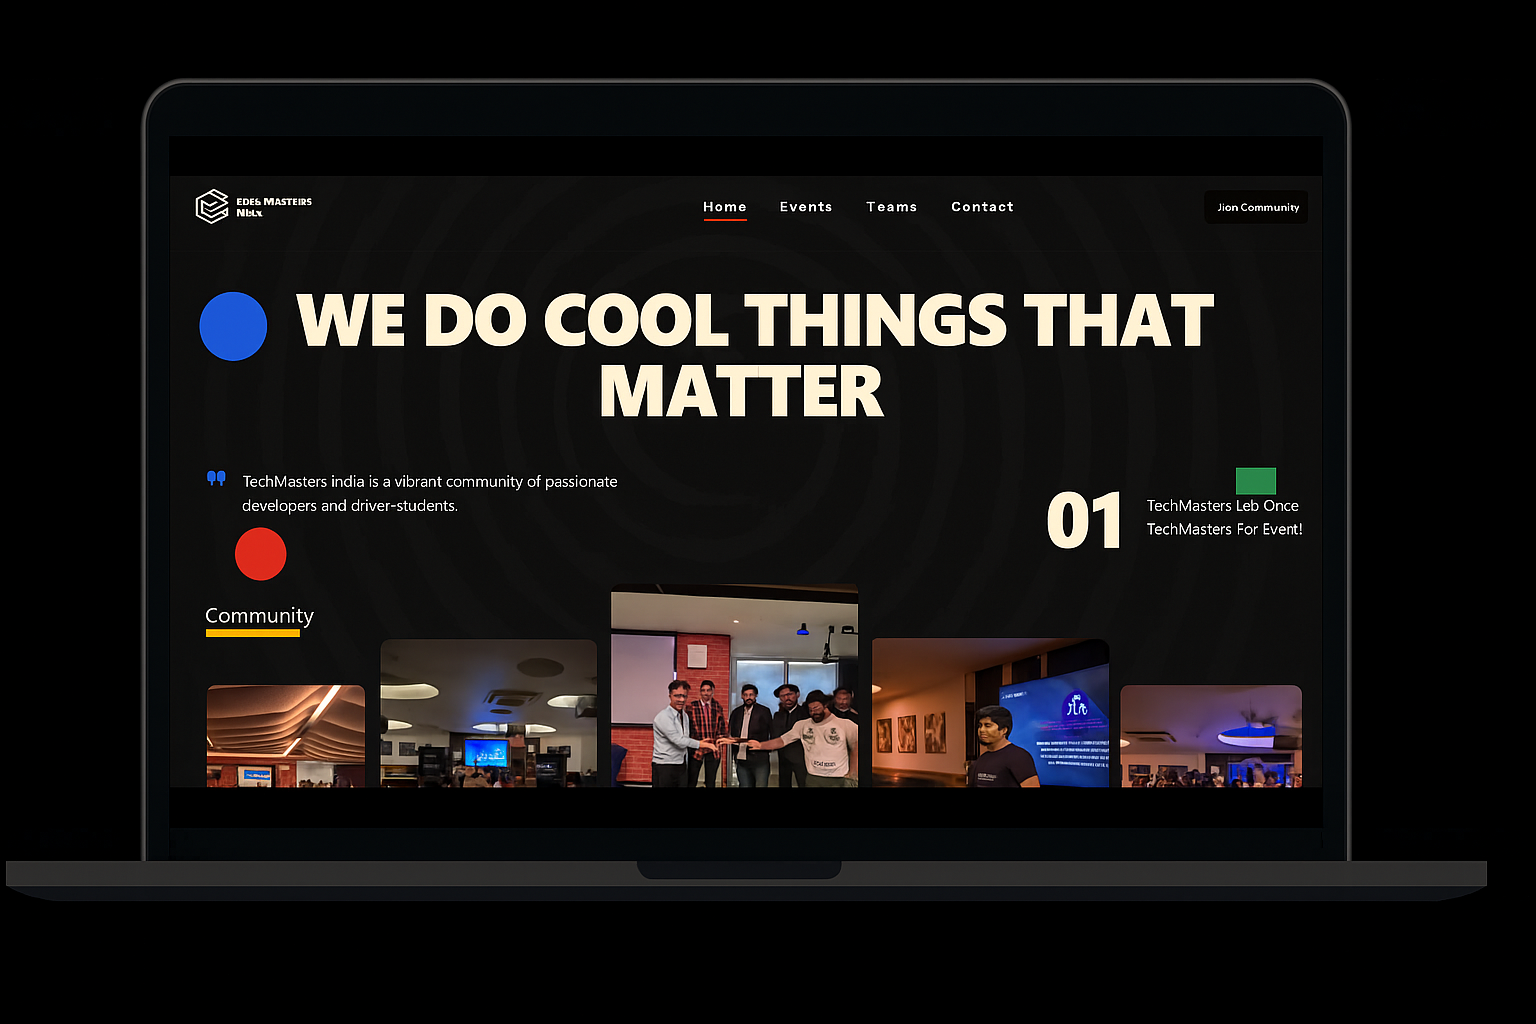 EDE& MASTEIRS
Home
Events
Teams
Contact
Jion Community
WE DO COOL THINGS THAT
MATTER
TechMasters india is a vibrant community of passionate
developers and driver-students.
01
TechMasters Leb Once
TechMasters For Event!
Community